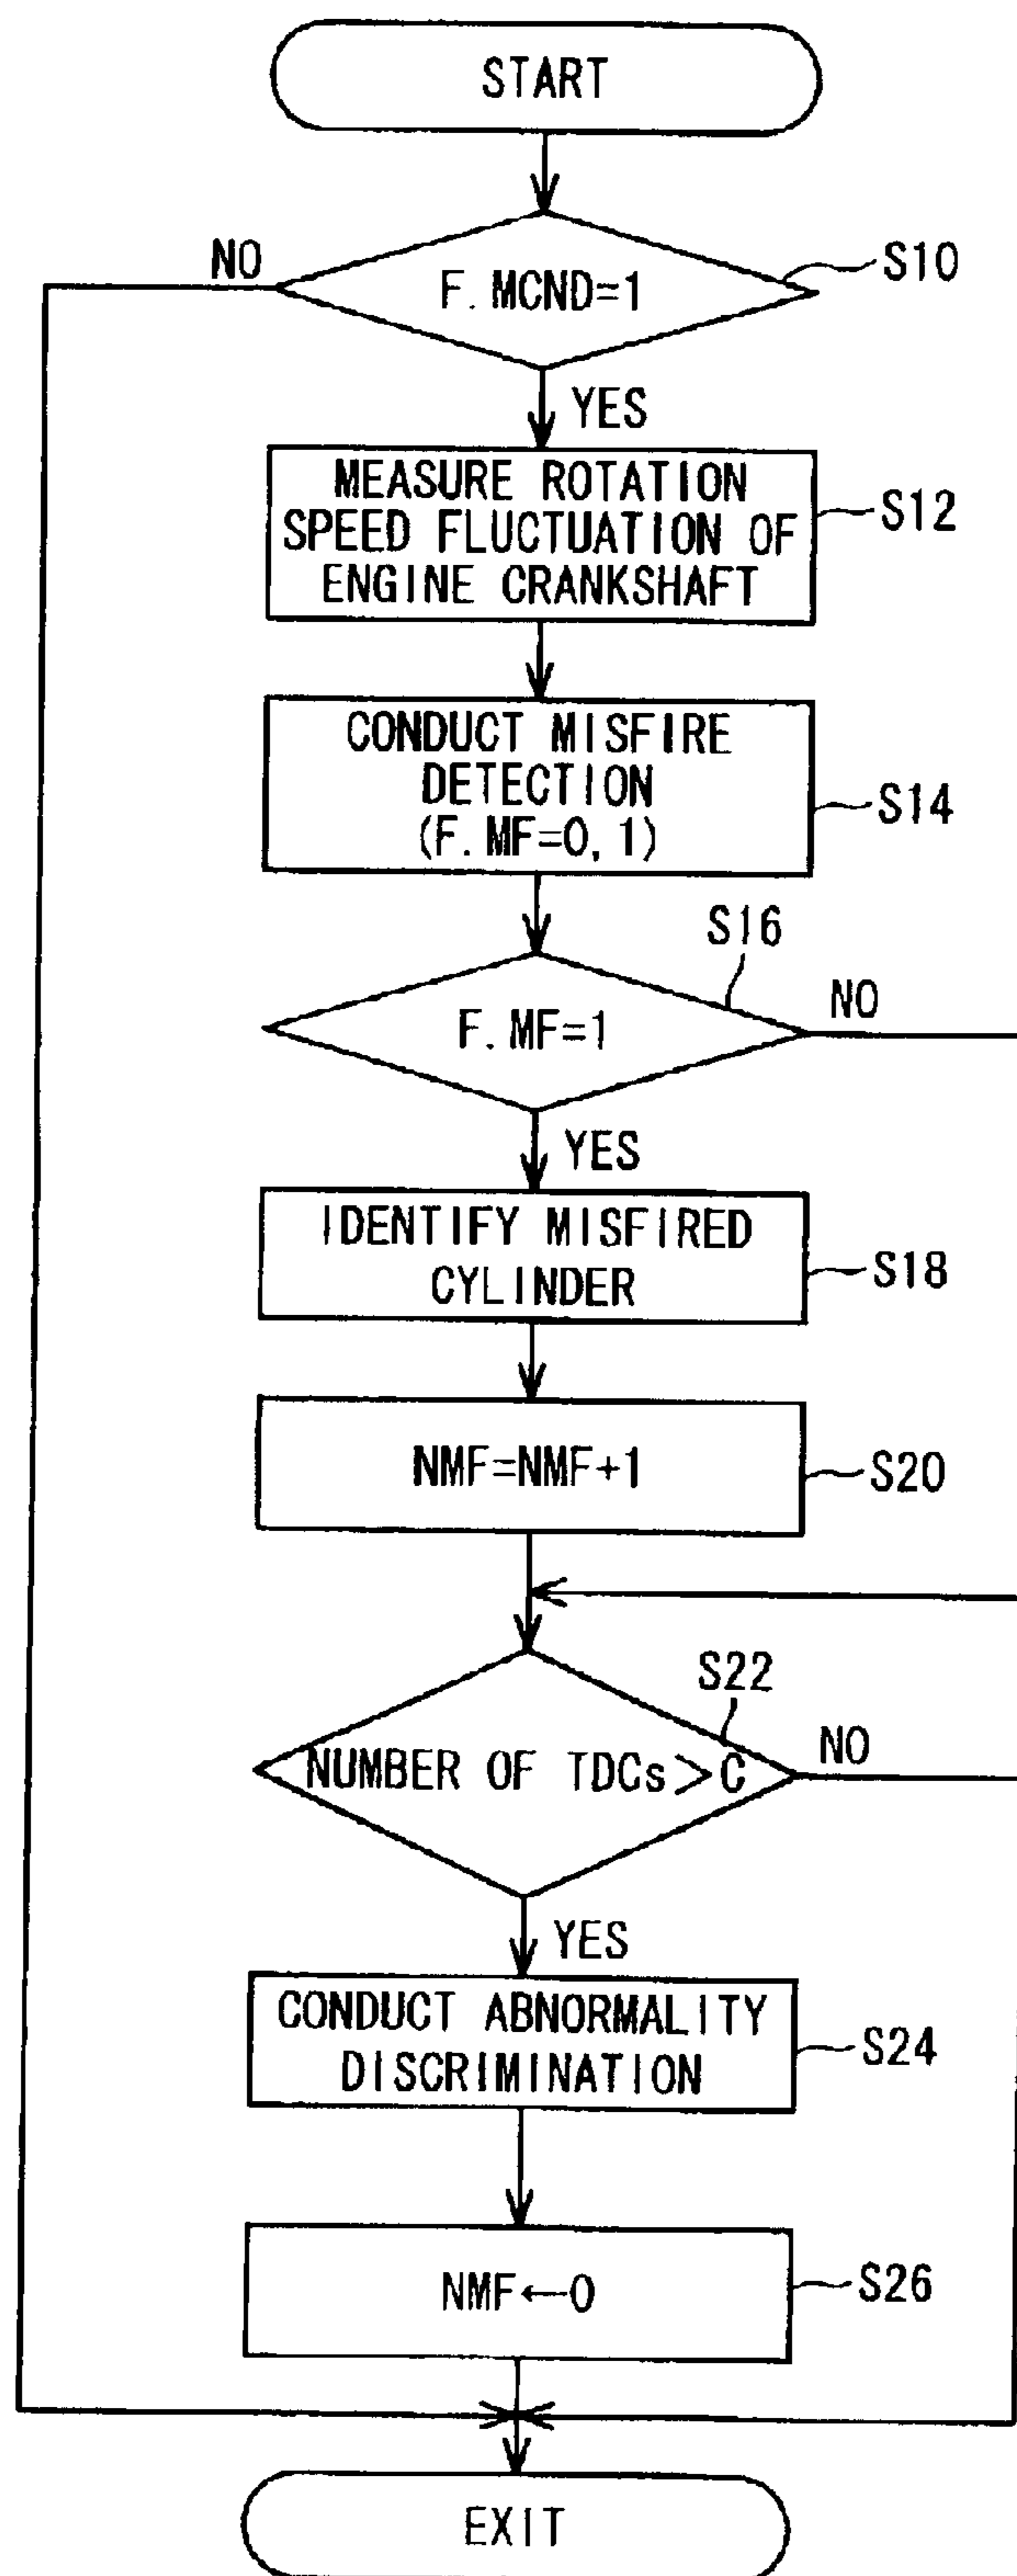 START
NO
F.MCND=1
S10
YES
MEASURE ROTATION
SPEED FLUCTUATION OF
ENGINE CRANKSHAFT
S12
CONDUCT MISFIRE
DETECTION
(F.MF=0,1)
S14
S16
F.MF=1
NO
YES
IDENTIFY MISFIRED
CYLINDER
S18
NMF=NMF+1
S20
S22
NUMBER OF TDCs>C
NO
YES
CONDUCT ABNORMALITY
DISCRIMINATION
S24
NMF←0
S26
EXIT